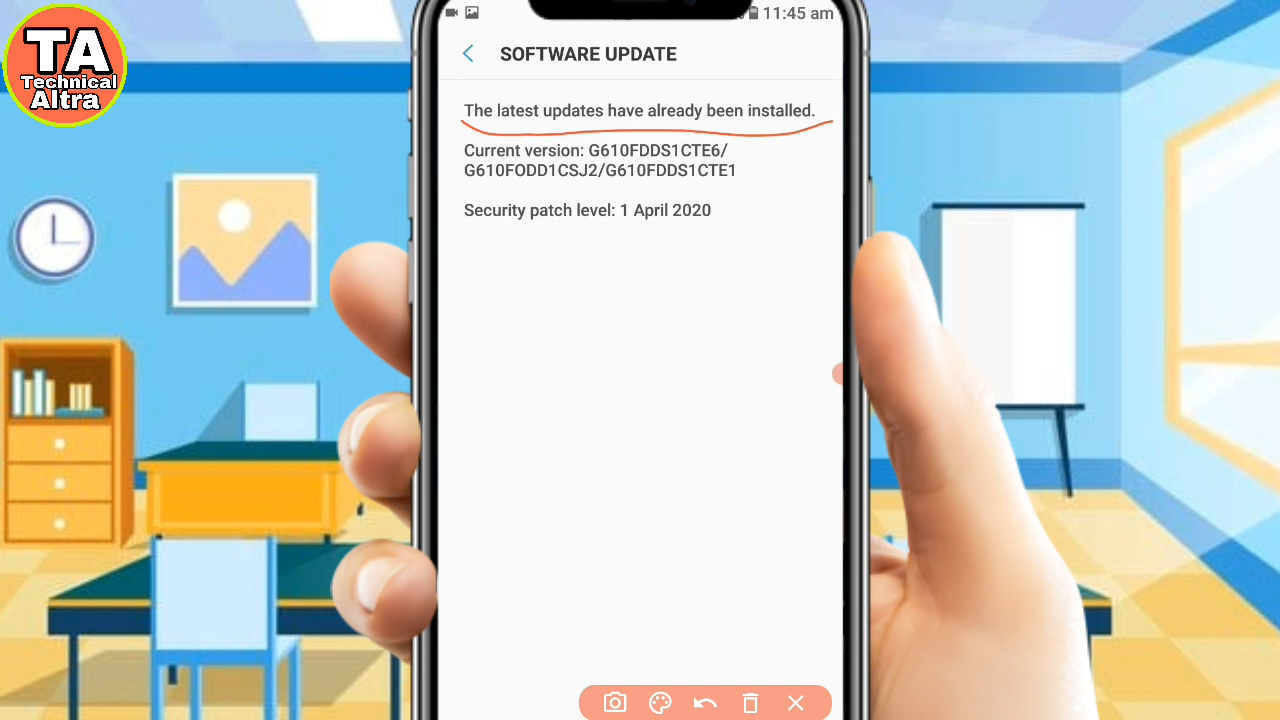 TA
Technical
Altra
11:45 am
SOFTWARE UPDATE
The latest updates have already been installed.
Current version: G610FDDS1CTE6/
G610FODD1CSJ2/G610FDDS1CTE1
Security patch level: 1 April 2020